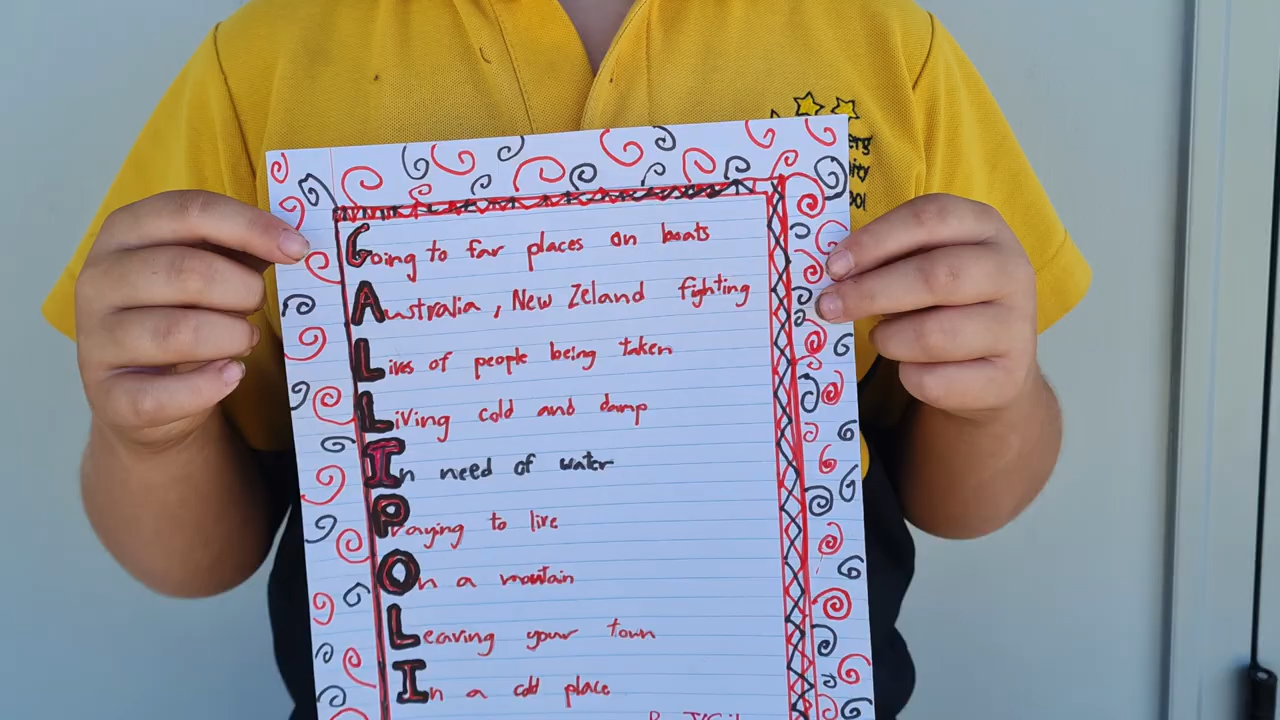 Going to far places on boats
Australia, New Zeland fighting
Lives of people being taken
Living cold and damp
In need of water
Praying to live
On a mountain
Leaving your town
In a cold place